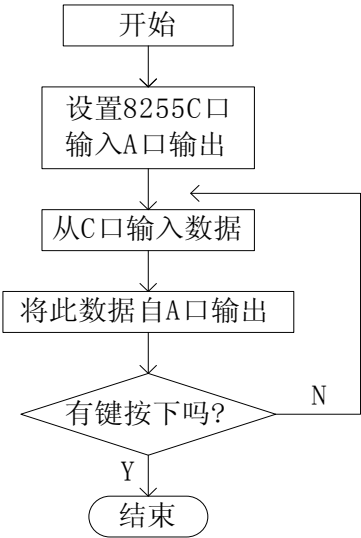 开始
设置8255C口
输入A口输出
从C口输入数据
将此数据自A口输出
有键按下吗?
N
Y
结束